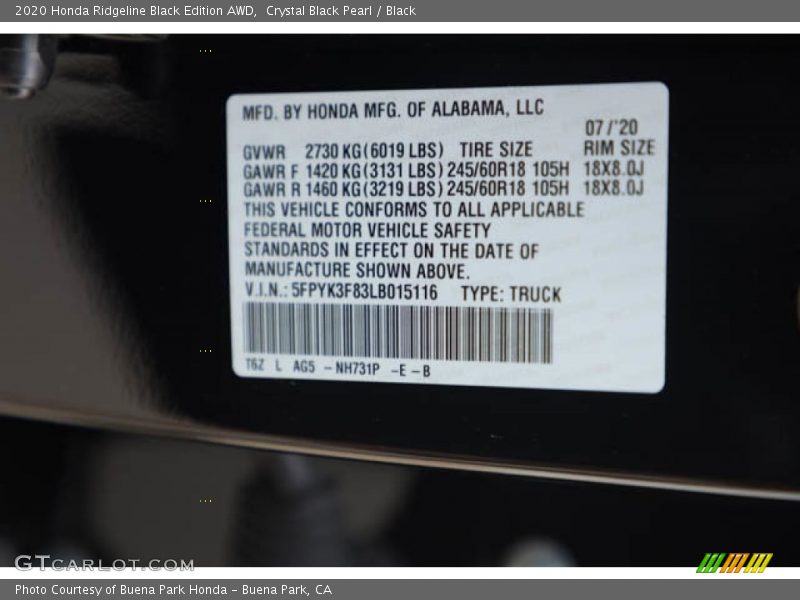 2020 Honda Ridgeline Black Edition AWD,  Crystal Black Pearl / Black
MFD. BY HONDA MFG. OF ALABAMA, LLC
07/'20
GVWR 2730 KG(6019 LBS) TIRE SIZE RIM SIZE
GAWR F 1420 KG(3131 LBS) 245/60R18 105H 18X8.0J
GAWR R 1460 KG(3219 LBS) 245/60R18 105H 18X8.0J
THIS VEHICLE CONFORMS TO ALL APPLICABLE
FEDERAL MOTOR VEHICLE SAFETY
STANDARDS IN EFFECT ON THE DATE OF
MANUFACTURE SHOWN ABOVE.
V.I.N.: 5FPYK3F83LB015116 TYPE: TRUCK
T6Z L AG5 -NH731P -E-B
GTCARLOT.COM
Photo Courtesy of Buena Park Honda - Buena Park, CA